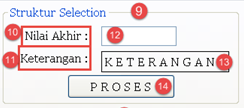 Struktur Selection 9
10 Nilai Akhir : 12
11 Keterangan : KETERANGAN 13
PROSES 14